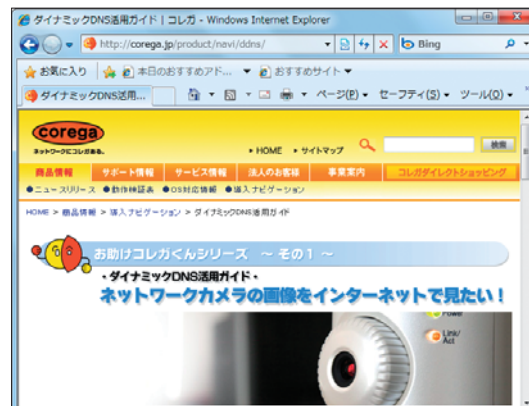 ダイナミックDNS活用ガイド | コレガ - Windows Internet Explorer
http://corega.jp/product/navi/ddns/
Bing
お気に入り
本日のおすすめアド...
おすすめサイト
ダイナミックDNS活用...
ページ(P)
セーフティ(S)
ツール(O)
corega
ネットワークにコレがある。
HOME
サイトマップ
検索
商品情報
サポート情報
サービス情報
法人のお客様
事業案内
コレガダイレクトショッピング
●ニュースリリース ●動作検証表 ●OS対応情報 ●導入ナビゲーション
HOME > 商品情報 > 導入ナビゲーション > ダイナミックDNS活用ガイド
お助けコレガくんシリーズ ～ その1 ～
・ダイナミックDNS活用ガイド・
ネットワークカメラの画像をインターネットで見たい!
Power
Link/
Act